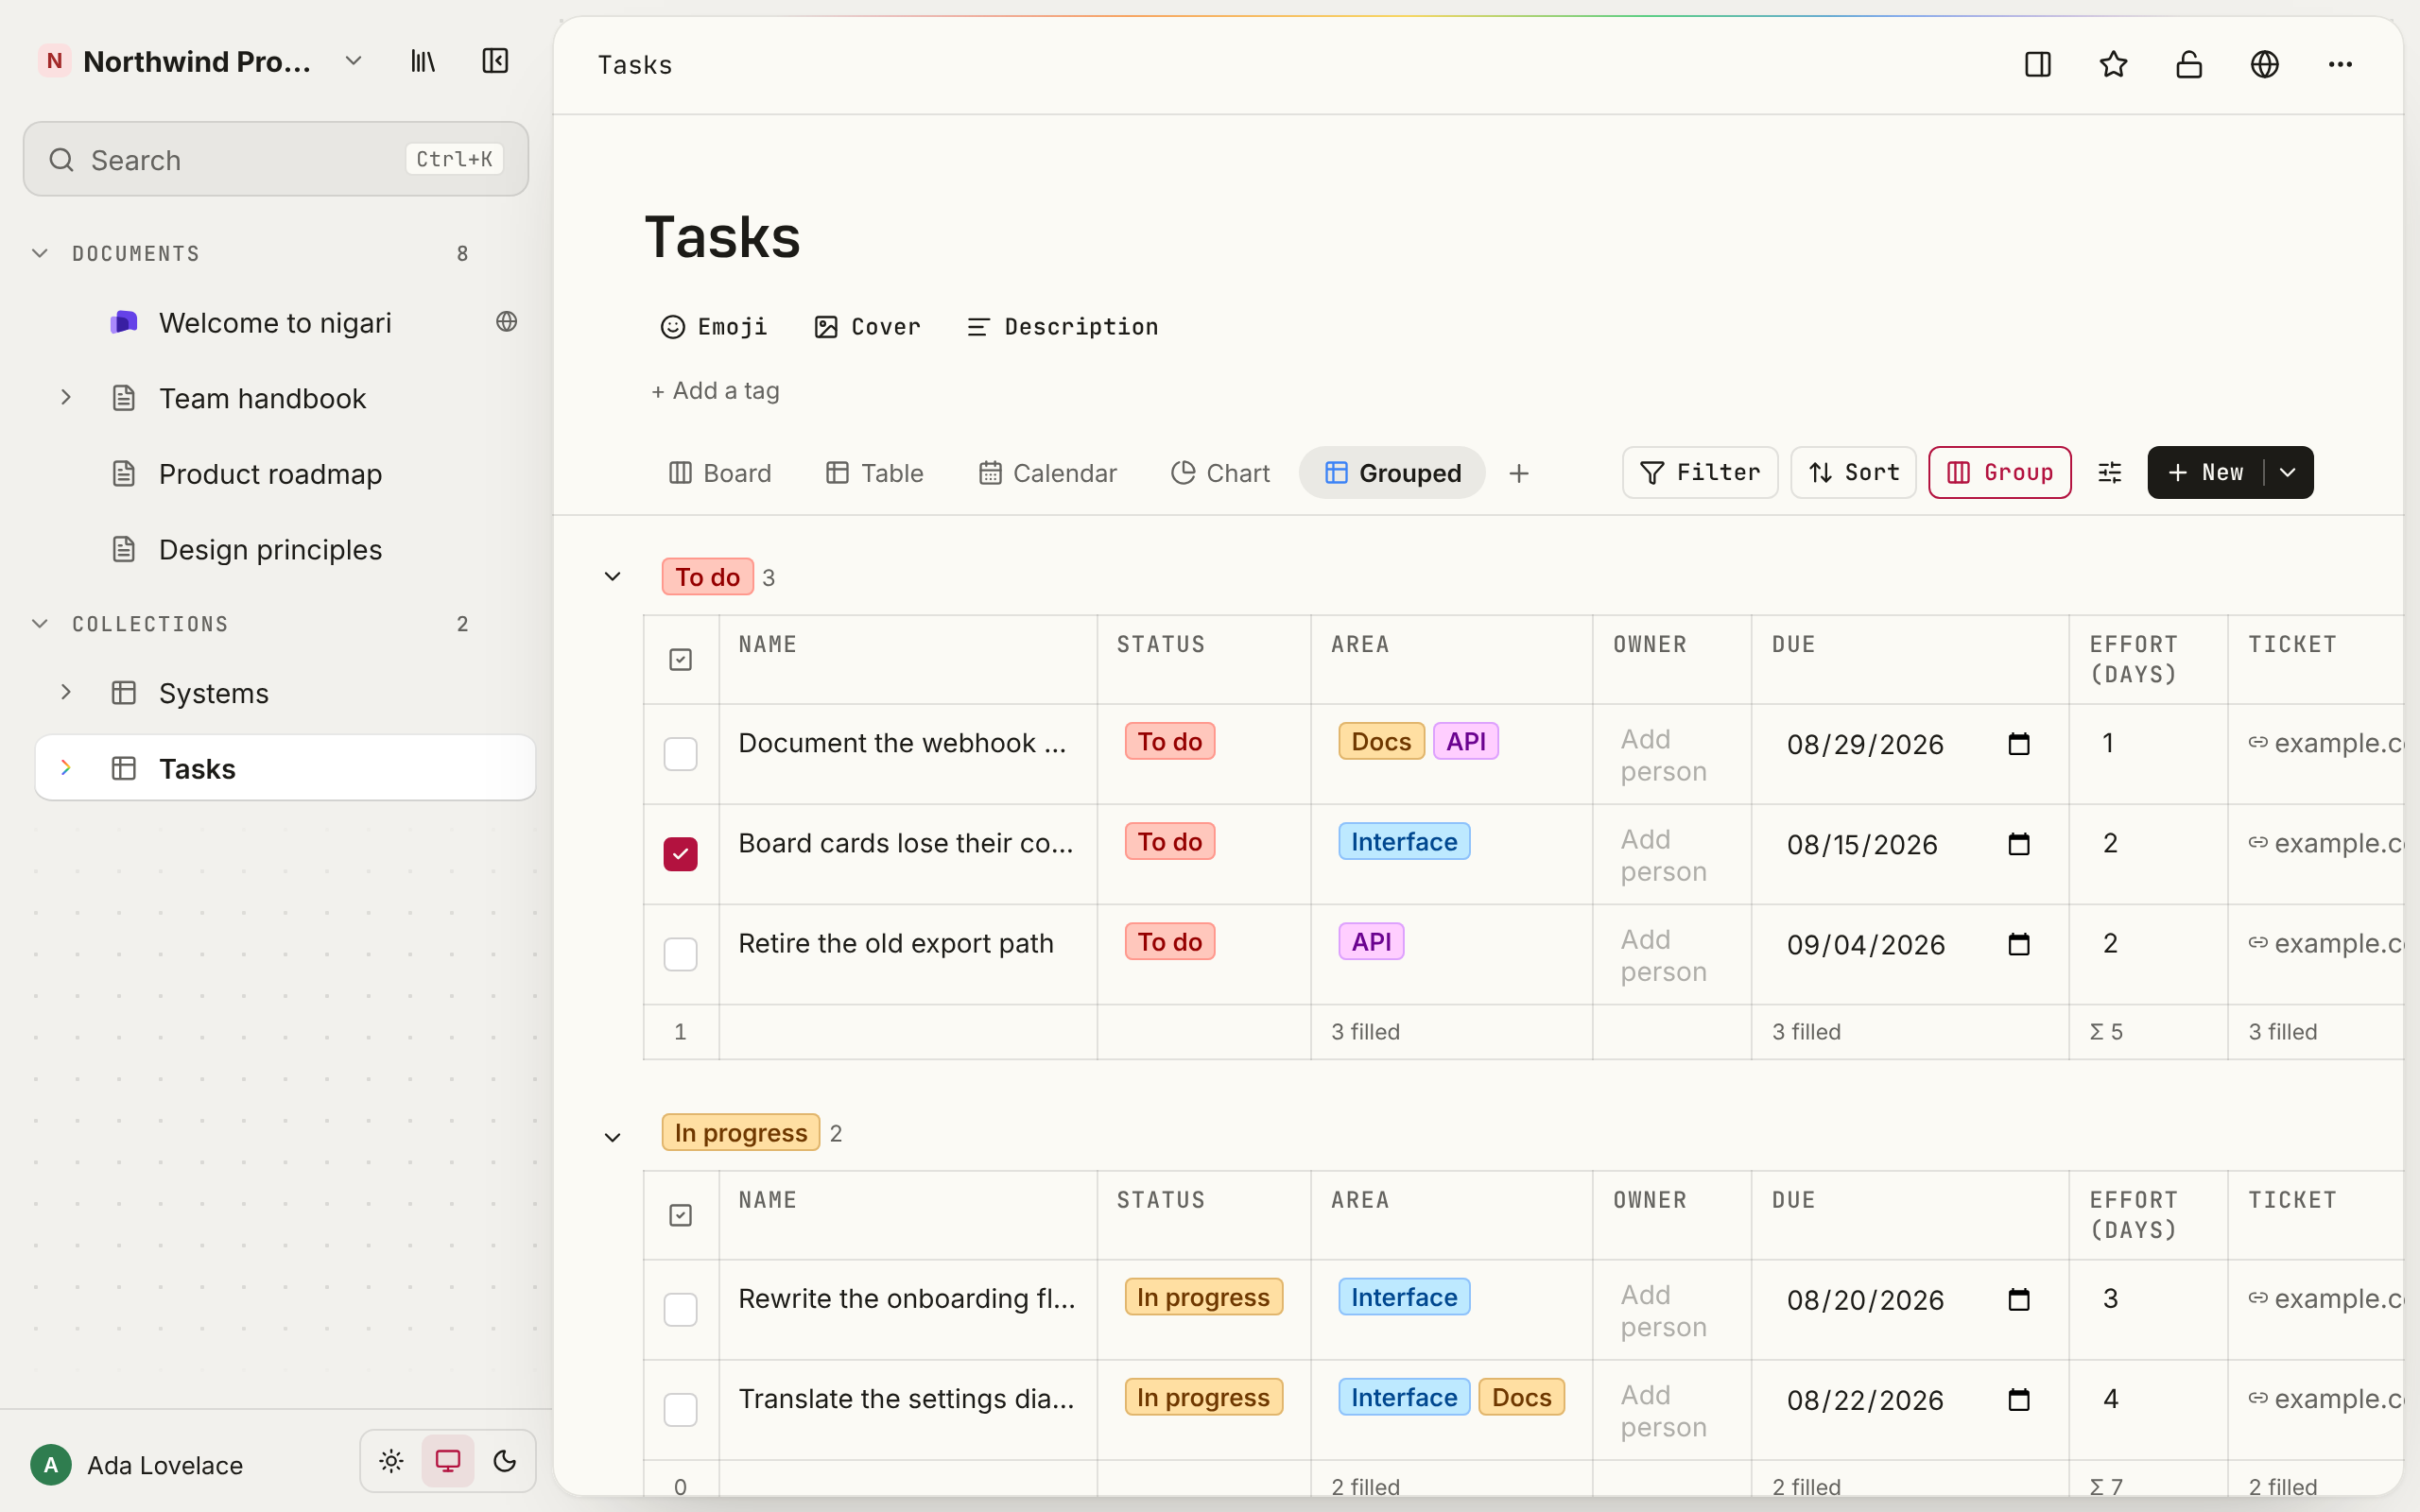 N Northwind Pro...
Search Ctrl+K
DOCUMENTS 8
Welcome to nigari
Team handbook
Product roadmap
Design principles
COLLECTIONS 2
Systems
Tasks
A Ada Lovelace
Tasks
Tasks
Emoji Cover Description
+ Add a tag
Board Table Calendar Chart Grouped + Filter Sort Group + New
To do 3
NAME STATUS AREA OWNER DUE EFFORT (DAYS) TICKET
Document the webhook ... To do Docs API Add person 08/29/2026 1 example.c
Board cards lose their co... To do Interface Add person 08/15/2026 2 example.c
Retire the old export path To do API Add person 09/04/2026 2 example.c
1 3 filled 3 filled Σ 5 3 filled
In progress 2
NAME STATUS AREA OWNER DUE EFFORT (DAYS) TICKET
Rewrite the onboarding fl... In progress Interface Add person 08/20/2026 3 example.c
Translate the settings dia... In progress Interface Docs Add person 08/22/2026 4 example.c
0 2 filled 2 filled Σ 7 2 filled